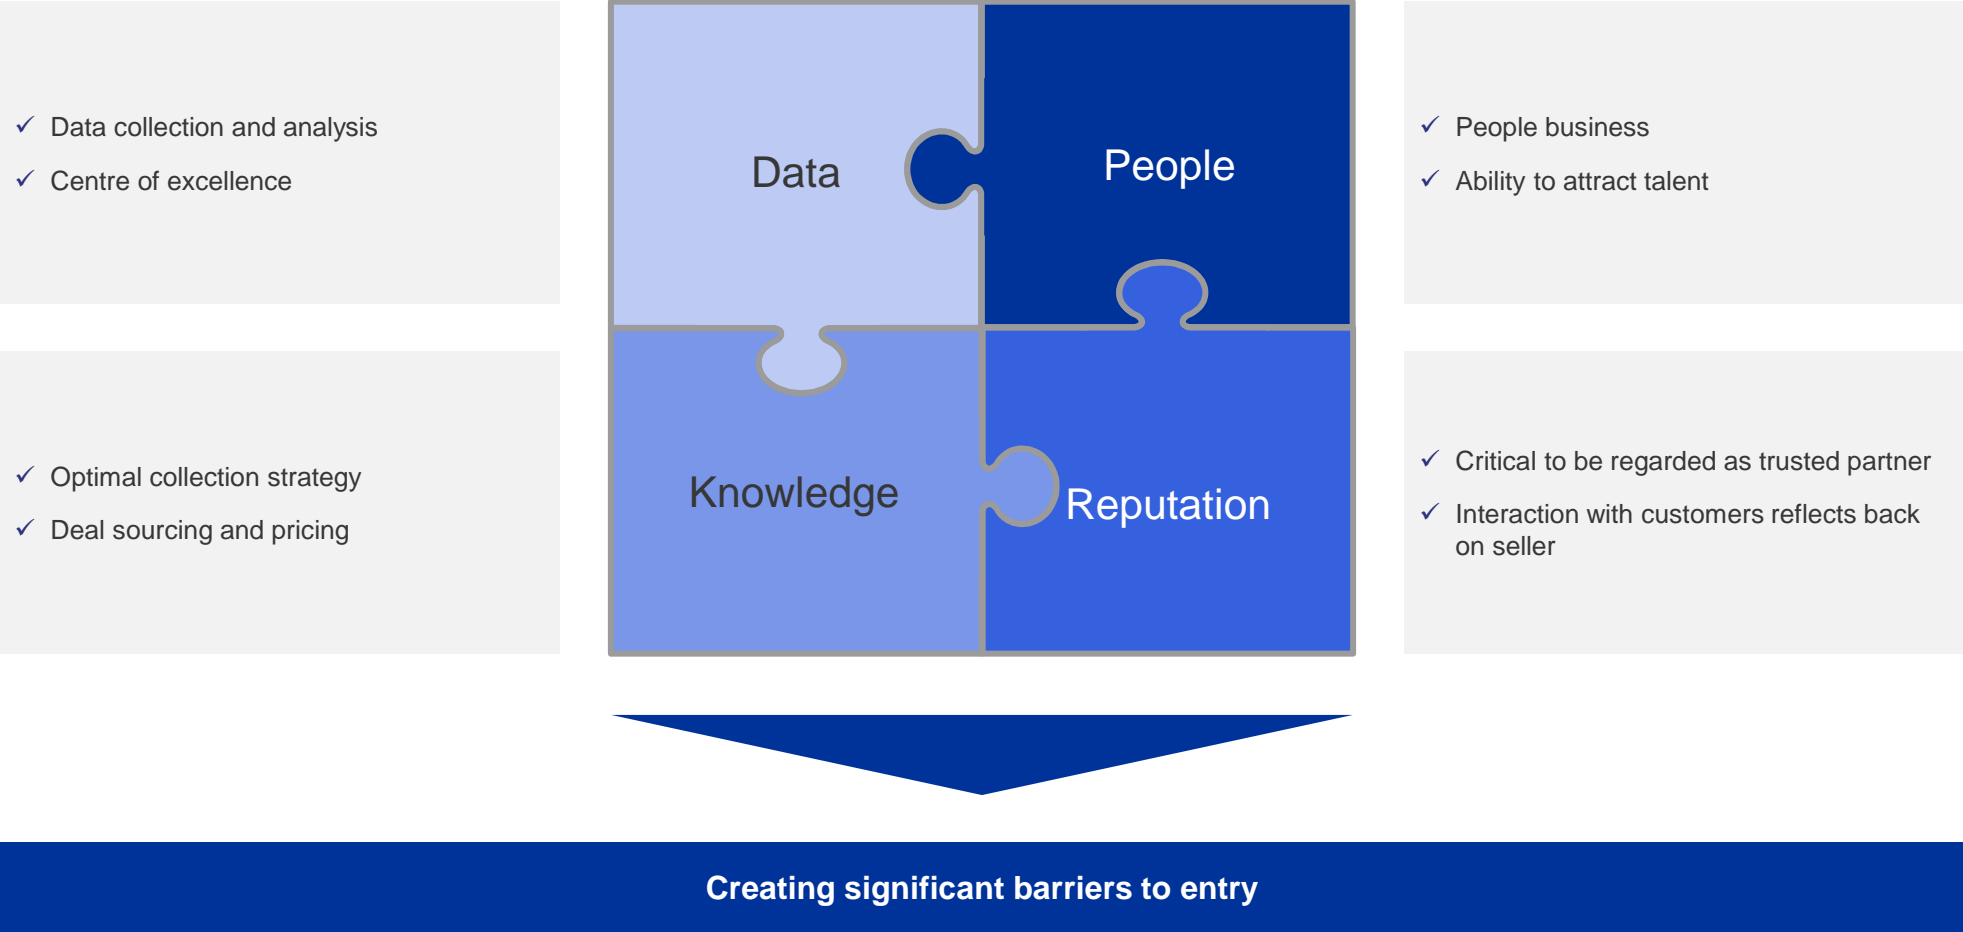 ✓ Data collection and analysis
✓ Centre of excellence
Data
People
✓ People business
✓ Ability to attract talent
✓ Optimal collection strategy
✓ Deal sourcing and pricing
Knowledge
Reputation
✓ Critical to be regarded as trusted partner
✓ Interaction with customers reflects back
on seller
Creating significant barriers to entry